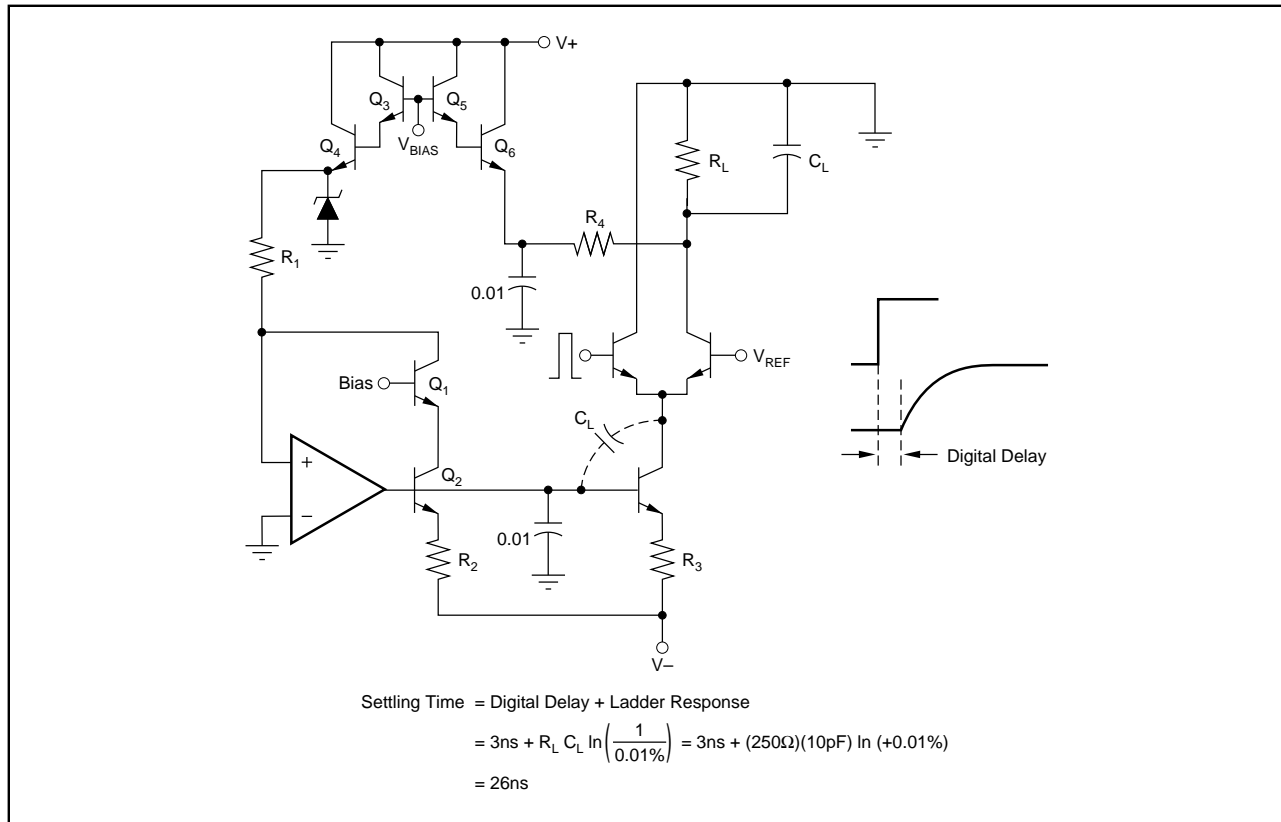 V+
Q3
Q5
VBIAS
Q4
Q6
RL
CL
R4
R1
0.01
VREF
Bias
Q1
CL
Digital Delay
+
Q2
−
0.01
R2
R3
V–
Settling Time = Digital Delay + Ladder Response
= 3ns + RL CL ln(1/0.01%) = 3ns + (250Ω)(10pF) ln (+0.01%)
= 26ns